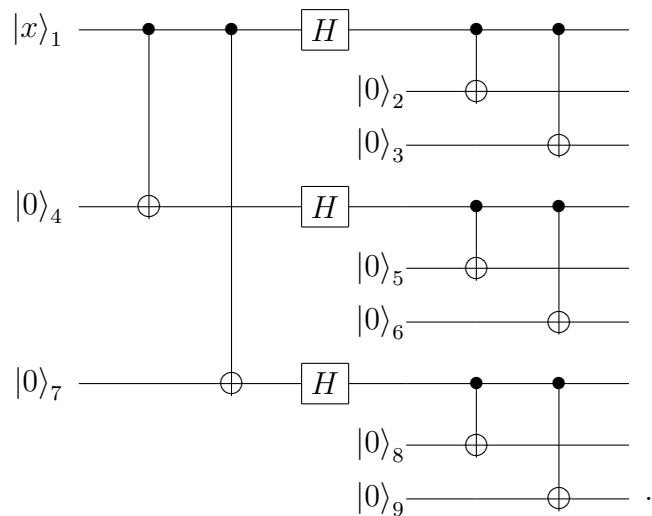 |x⟩₁ H
|0⟩₂
|0⟩₃
|0⟩₄ H
|0⟩₅
|0⟩₆
|0⟩₇ H
|0⟩₈
|0⟩₉ .